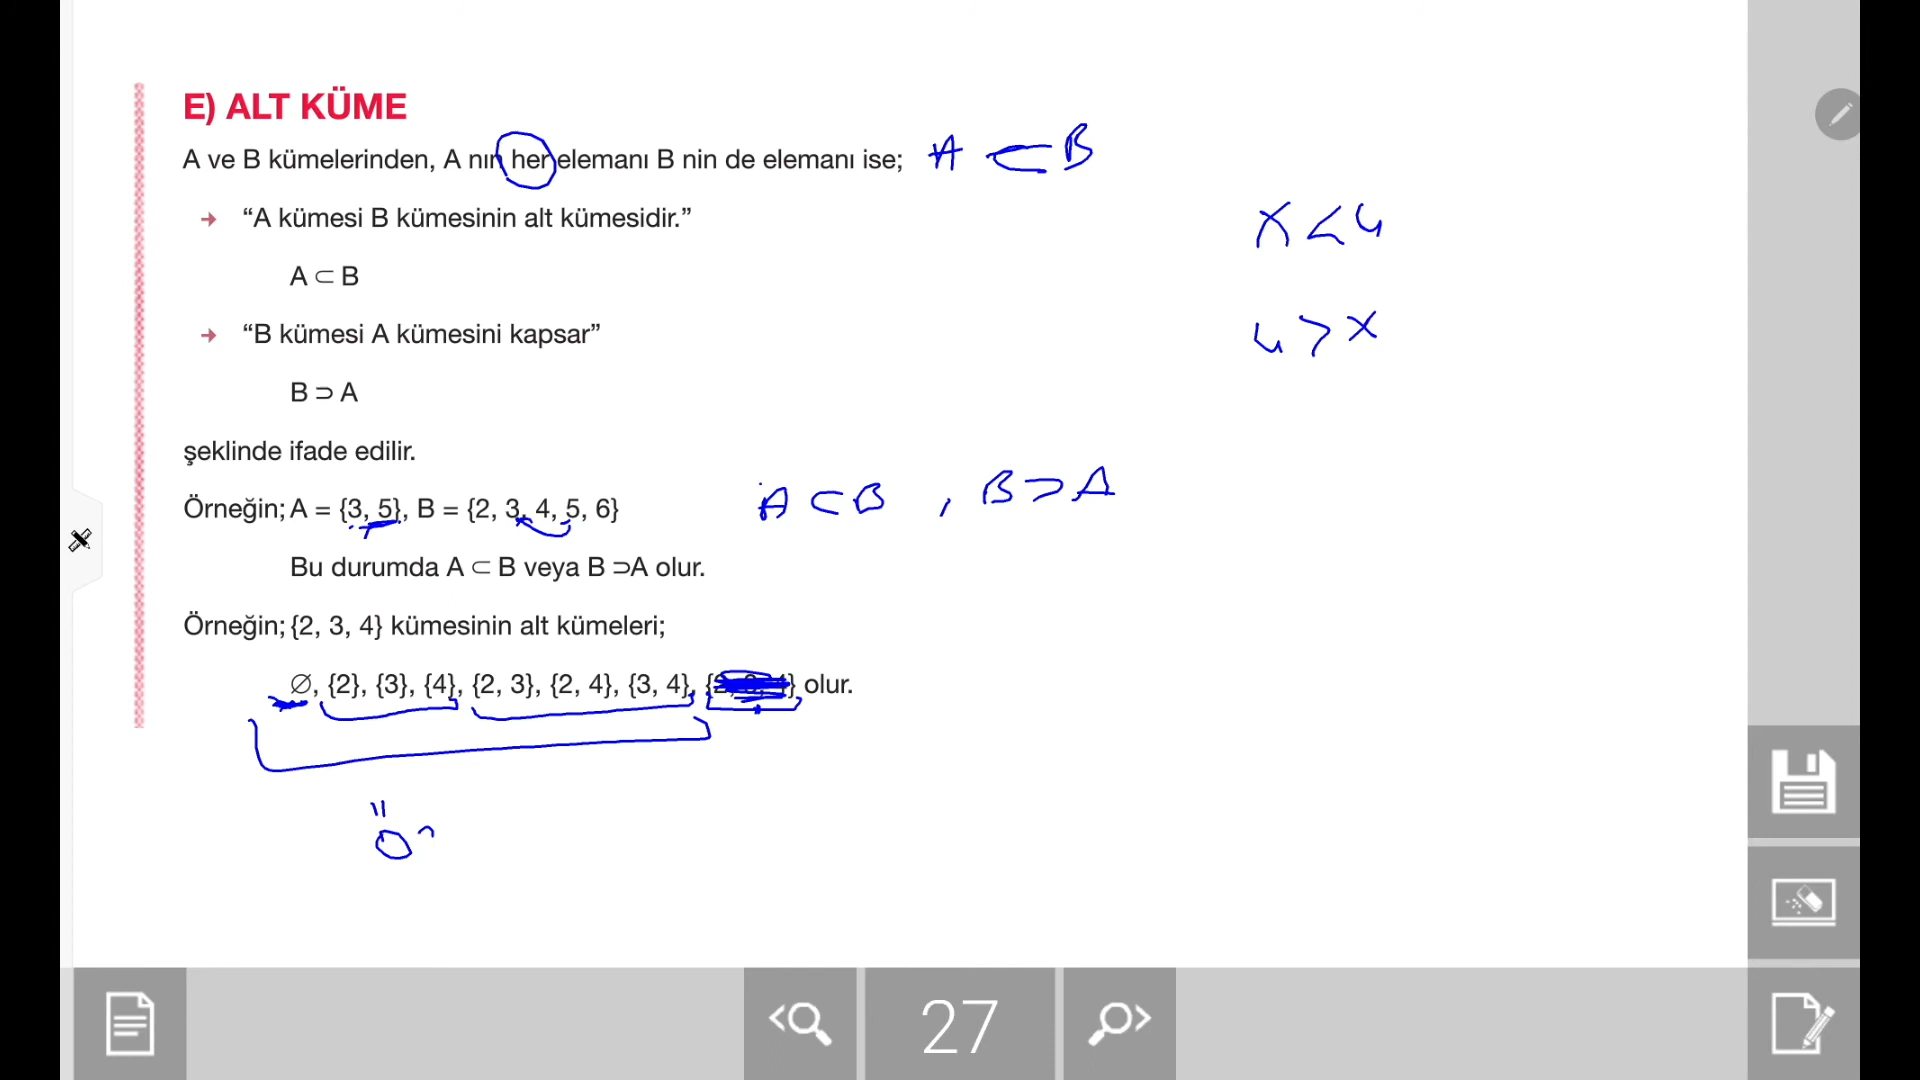 E) ALT KÜME
A ve B kümelerinden, A nın her elemanı B nin de elemanı ise; A ⊂ B
→ “A kümesi B kümesinin alt kümesidir.”
x < 4
A ⊂ B
→ “B kümesi A kümesini kapsar”
4 > x
B ⊃ A
şeklinde ifade edilir.
Örneğin; A = {3, 5}, B = {2, 3, 4, 5, 6} A ⊂ B , B ⊃ A
Bu durumda A ⊂ B veya B ⊃A olur.
Örneğin; {2, 3, 4} kümesinin alt kümeleri;
∅, {2}, {3}, {4}, {2, 3}, {2, 4}, {3, 4}, { } olur.
27